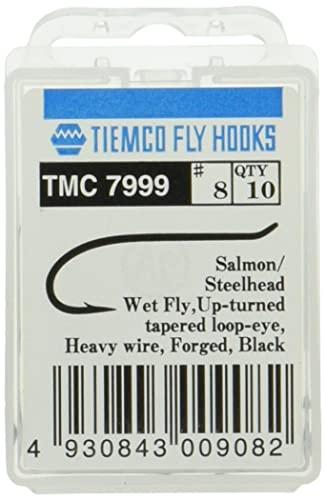 TIEMCO FLY HOOKS
TMC 7999
# 8
QTY 10
Salmon/
Steelhead
Wet Fly,Up-turned
tapered loop-eye,
Heavy wire, Forged, Black
4 930843 009082